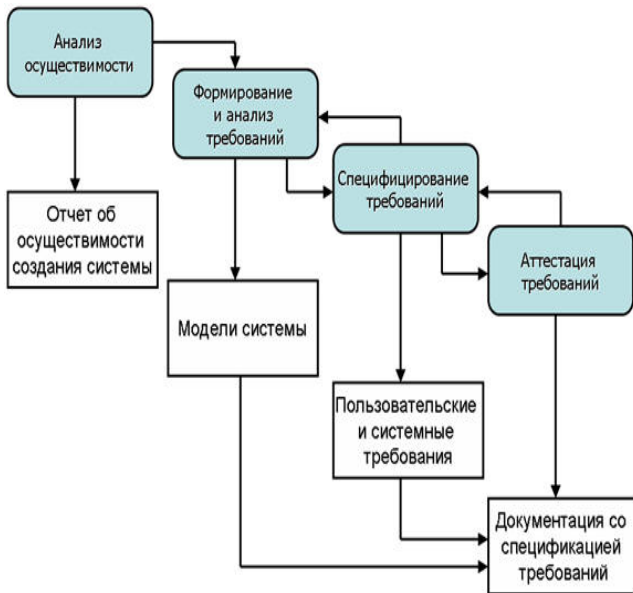 Анализ
осуществимости
Формирование
и анализ
требований
Специфицирование
требований
Отчет об
осуществимости
создания системы
Аттестация
требований
Модели системы
Пользовательские
и системные
требования
Документация со
спецификацией
требований